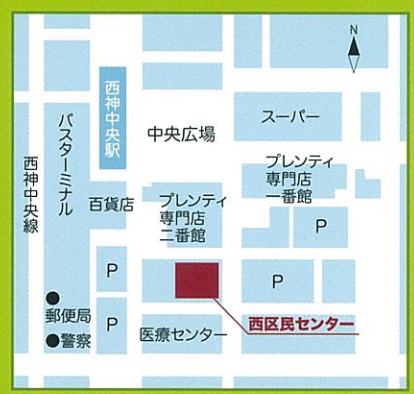 N
西神中央駅
バスターミナル
西神中央線
中央広場
スーパー
百貨店
プレンティ
専門店
二番館
プレンティ
専門店
一番館
P
P
P
P
郵便局
警察
医療センター
西区民センター